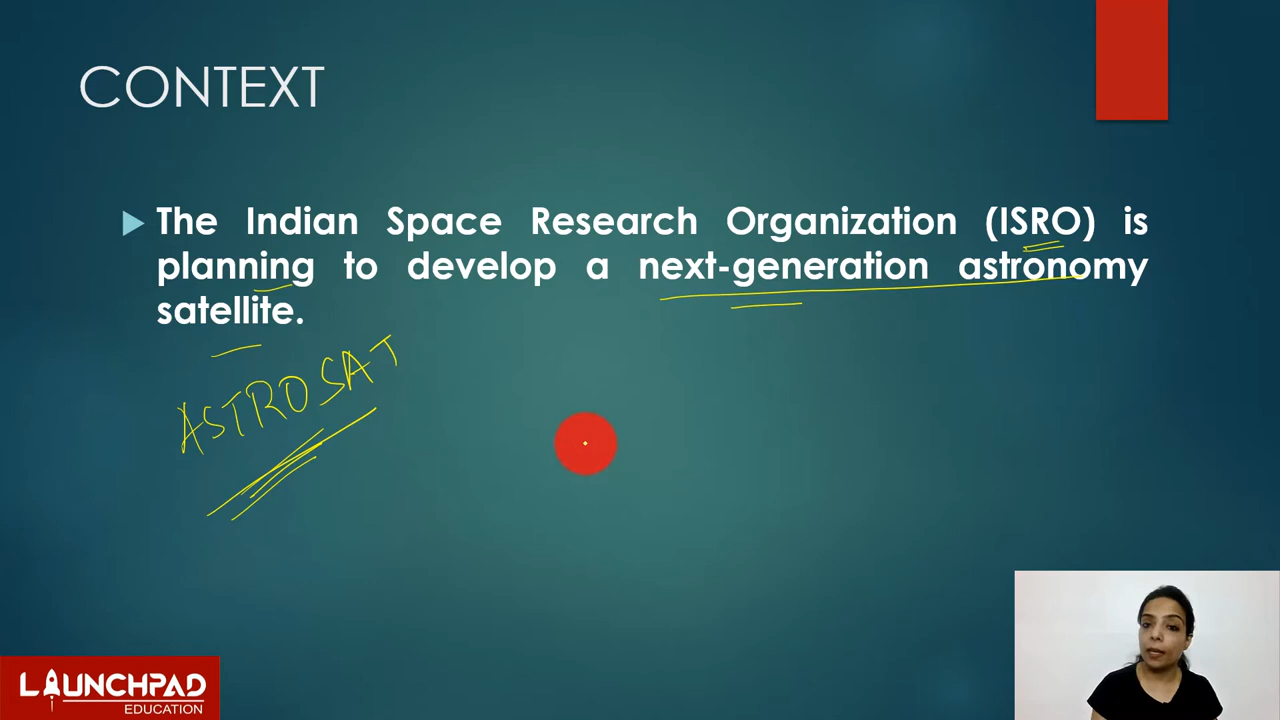 CONTEXT
The Indian Space Research Organization (ISRO) is
planning to develop a next-generation astronomy
satellite.
ASTROSAT
LAUNCHPAD
EDUCATION